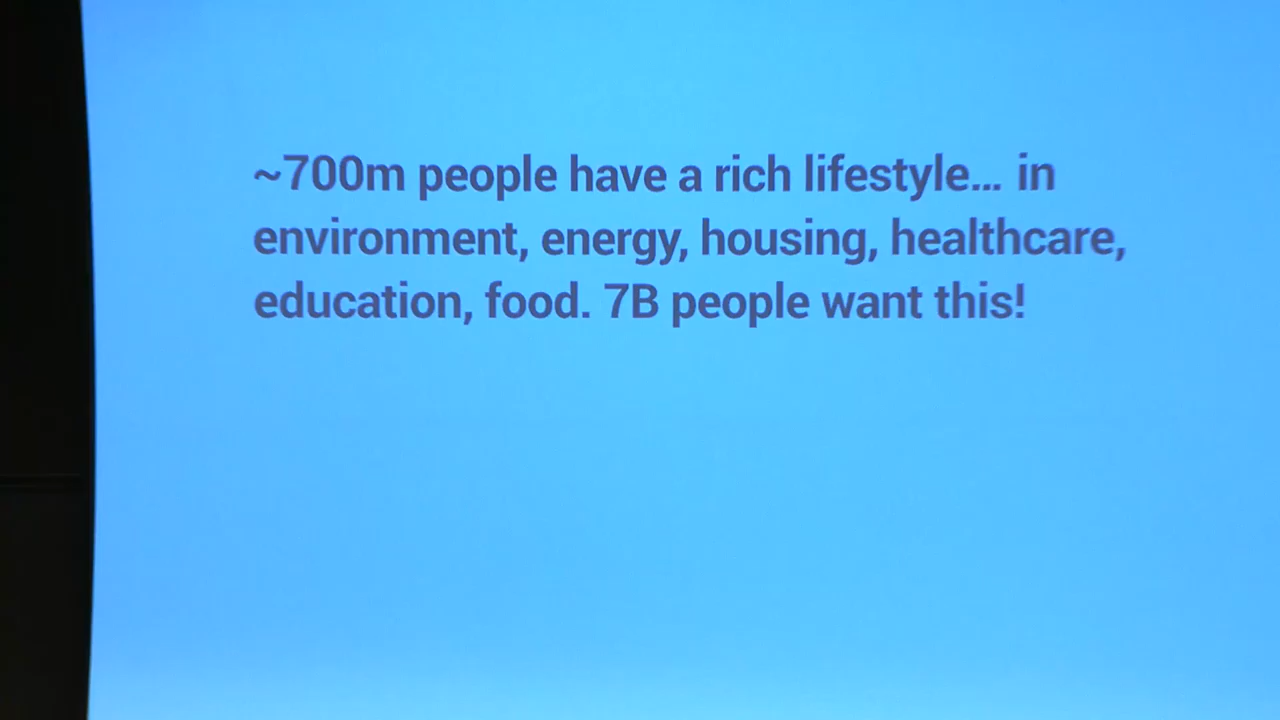 ~700m people have a rich lifestyle... in
environment, energy, housing, healthcare,
education, food. 7B people want this!